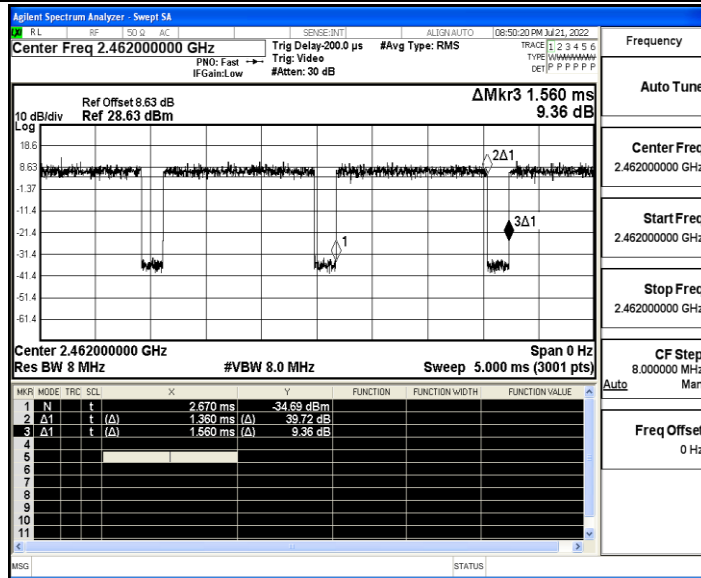 Agilent Spectrum Analyzer - Swept SA
RL RF 50 Ω AC SENSE:INT ALIGN AUTO 08:50:20 PM Jul 21, 2022
Center Freq 2.462000000 GHz
PNO: Fast
IFGain:Low
Trig Delay-200.0 µs
Trig: Video
#Atten: 30 dB
#Avg Type: RMS
TRACE 1 2 3 4 5 6
TYPE WWWWWW
DET P P P P P P
ΔMkr3 1.560 ms
9.36 dB
Ref Offset 8.63 dB
10 dB/div Ref 28.63 dBm
Log
18.6
8.63
-1.37
-11.4
-21.4
-31.4
-41.4
-51.4
-61.4
2Δ1
3Δ1
1
Center 2.462000000 GHz Span 0 Hz
Res BW 8 MHz #VBW 8.0 MHz Sweep 5.000 ms (3001 pts)
MKR MODE TRC SCL X Y FUNCTION FUNCTION WIDTH FUNCTION VALUE
1 N t 2.670 ms -34.69 dBm
2 Δ1 t (Δ) 1.360 ms (Δ) 39.72 dB
3 Δ1 t (Δ) 1.560 ms (Δ) 9.36 dB
4
5
6
7
8
9
10
11
MSG STATUS
Frequency
Auto Tune
Center Freq
2.462000000 GHz
Start Freq
2.462000000 GHz
Stop Freq
2.462000000 GHz
CF Step
8.000000 MHz
Auto Man
Freq Offset
0 Hz